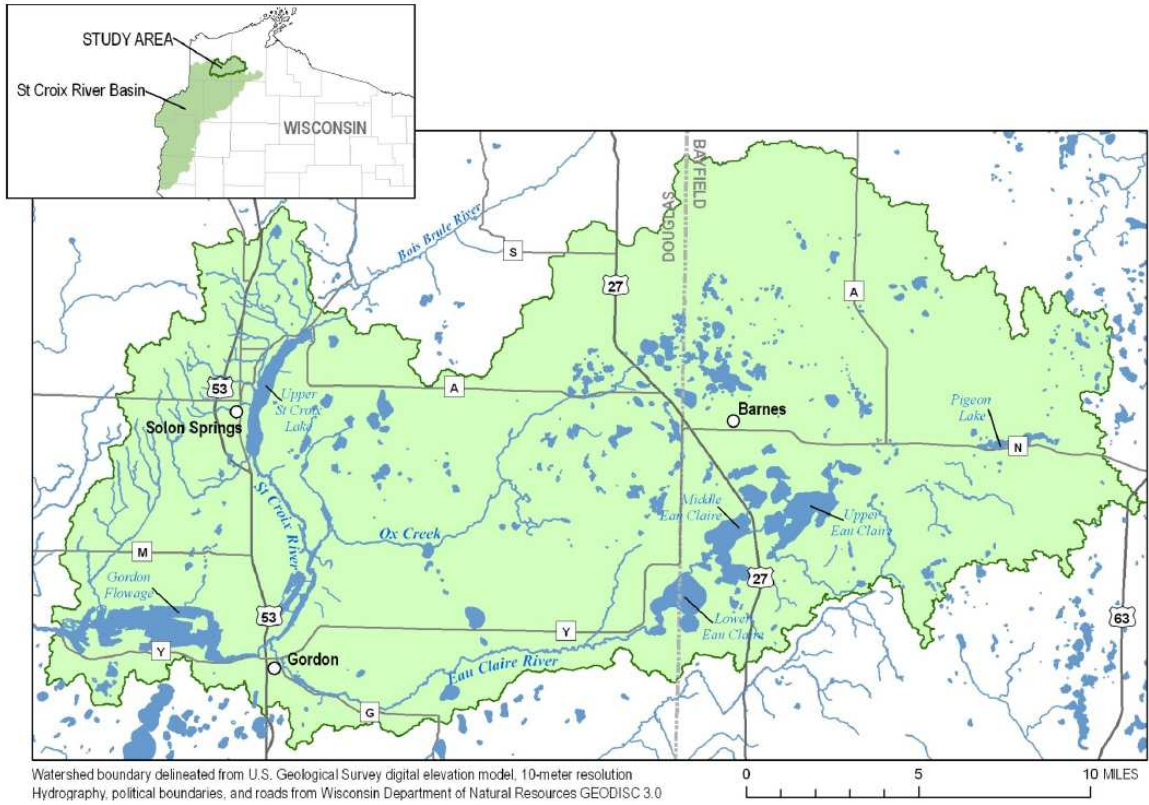 STUDY AREA
St Croix River Basin
WISCONSIN
BAYFIELD
DOUGLAS
Bois Brule River
S
27
A
53
Upper
St Croix
Lake
A
Solon Springs
Barnes
Pigeon
Lake
N
St Croix River
Ox Creek
Middle
Eau Claire
Upper
Eau Claire
M
Gordon
Flowage
27
53
Lower
Eau Claire
63
Y
Y
Gordon
Eau Claire River
G
Watershed boundary delineated from U.S. Geological Survey digital elevation model, 10-meter resolution
Hydrography, political boundaries, and roads from Wisconsin Department of Natural Resources GEODISC 3.0
0 5 10 MILES